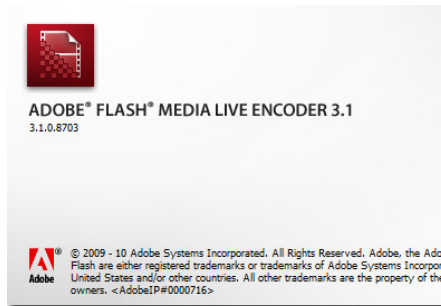 ADOBE® FLASH® MEDIA LIVE ENCODER 3.1
3.1.0.8703
Adobe
® © 2009 - 10 Adobe Systems Incorporated. All Rights Reserved. Adobe, the Ado
Flash are either registered trademarks or trademarks of Adobe Systems Incorpor
United States and/or other countries. All other trademarks are the property of the
owners. <AdobeIP#0000716>